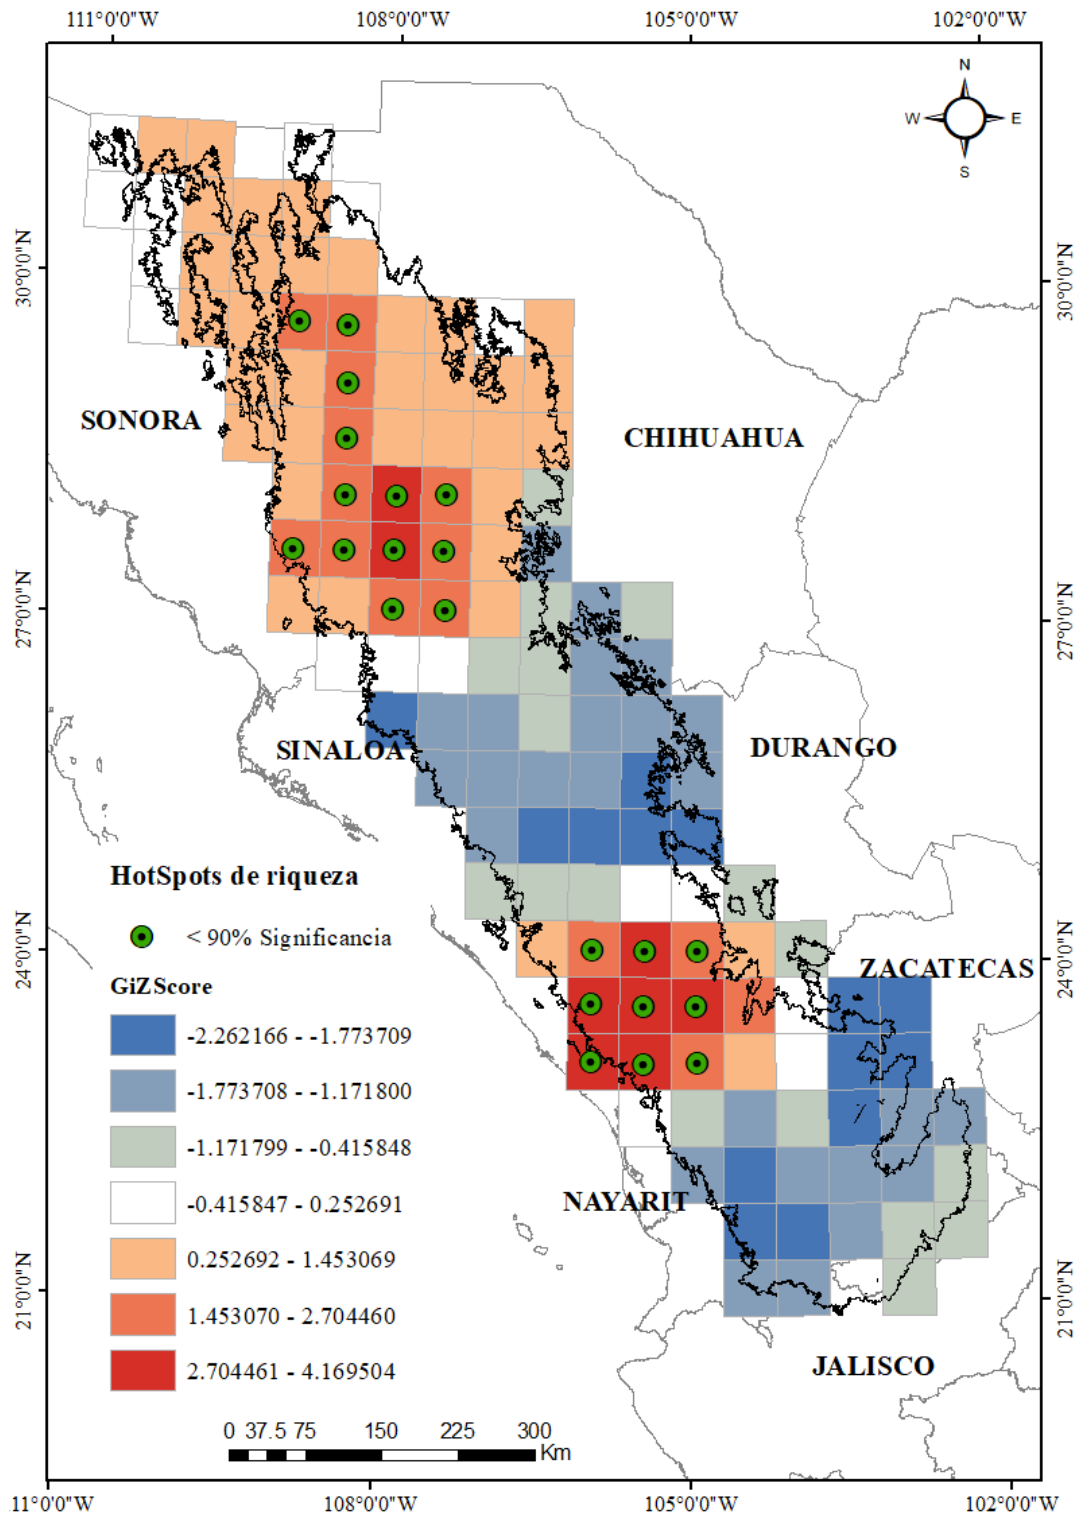 111°0'0"W
108°0'0"W
105°0'0"W
102°0'0"W
N
W
E
S
30°0'0"N
30°0'0"N
SONORA
CHIHUAHUA
27°0'0"N
27°0'0"N
SINALOA
DURANGO
HotSpots de riqueza
< 90% Significancia
24°0'0"N
24°0'0"N
ZACATECAS
GiZScore
-2.262166 - -1.773709
-1.773708 - -1.171800
-1.171799 - -0.415848
-0.415847 - 0.252691
NAYARIT
0.252692 - 1.453069
1.453070 - 2.704460
21°0'0"N
21°0'0"N
2.704461 - 4.169504
JALISCO
0 37.5 75 150 225 300
Km
11°0'0"W
108°0'0"W
105°0'0"W
102°0'0"W